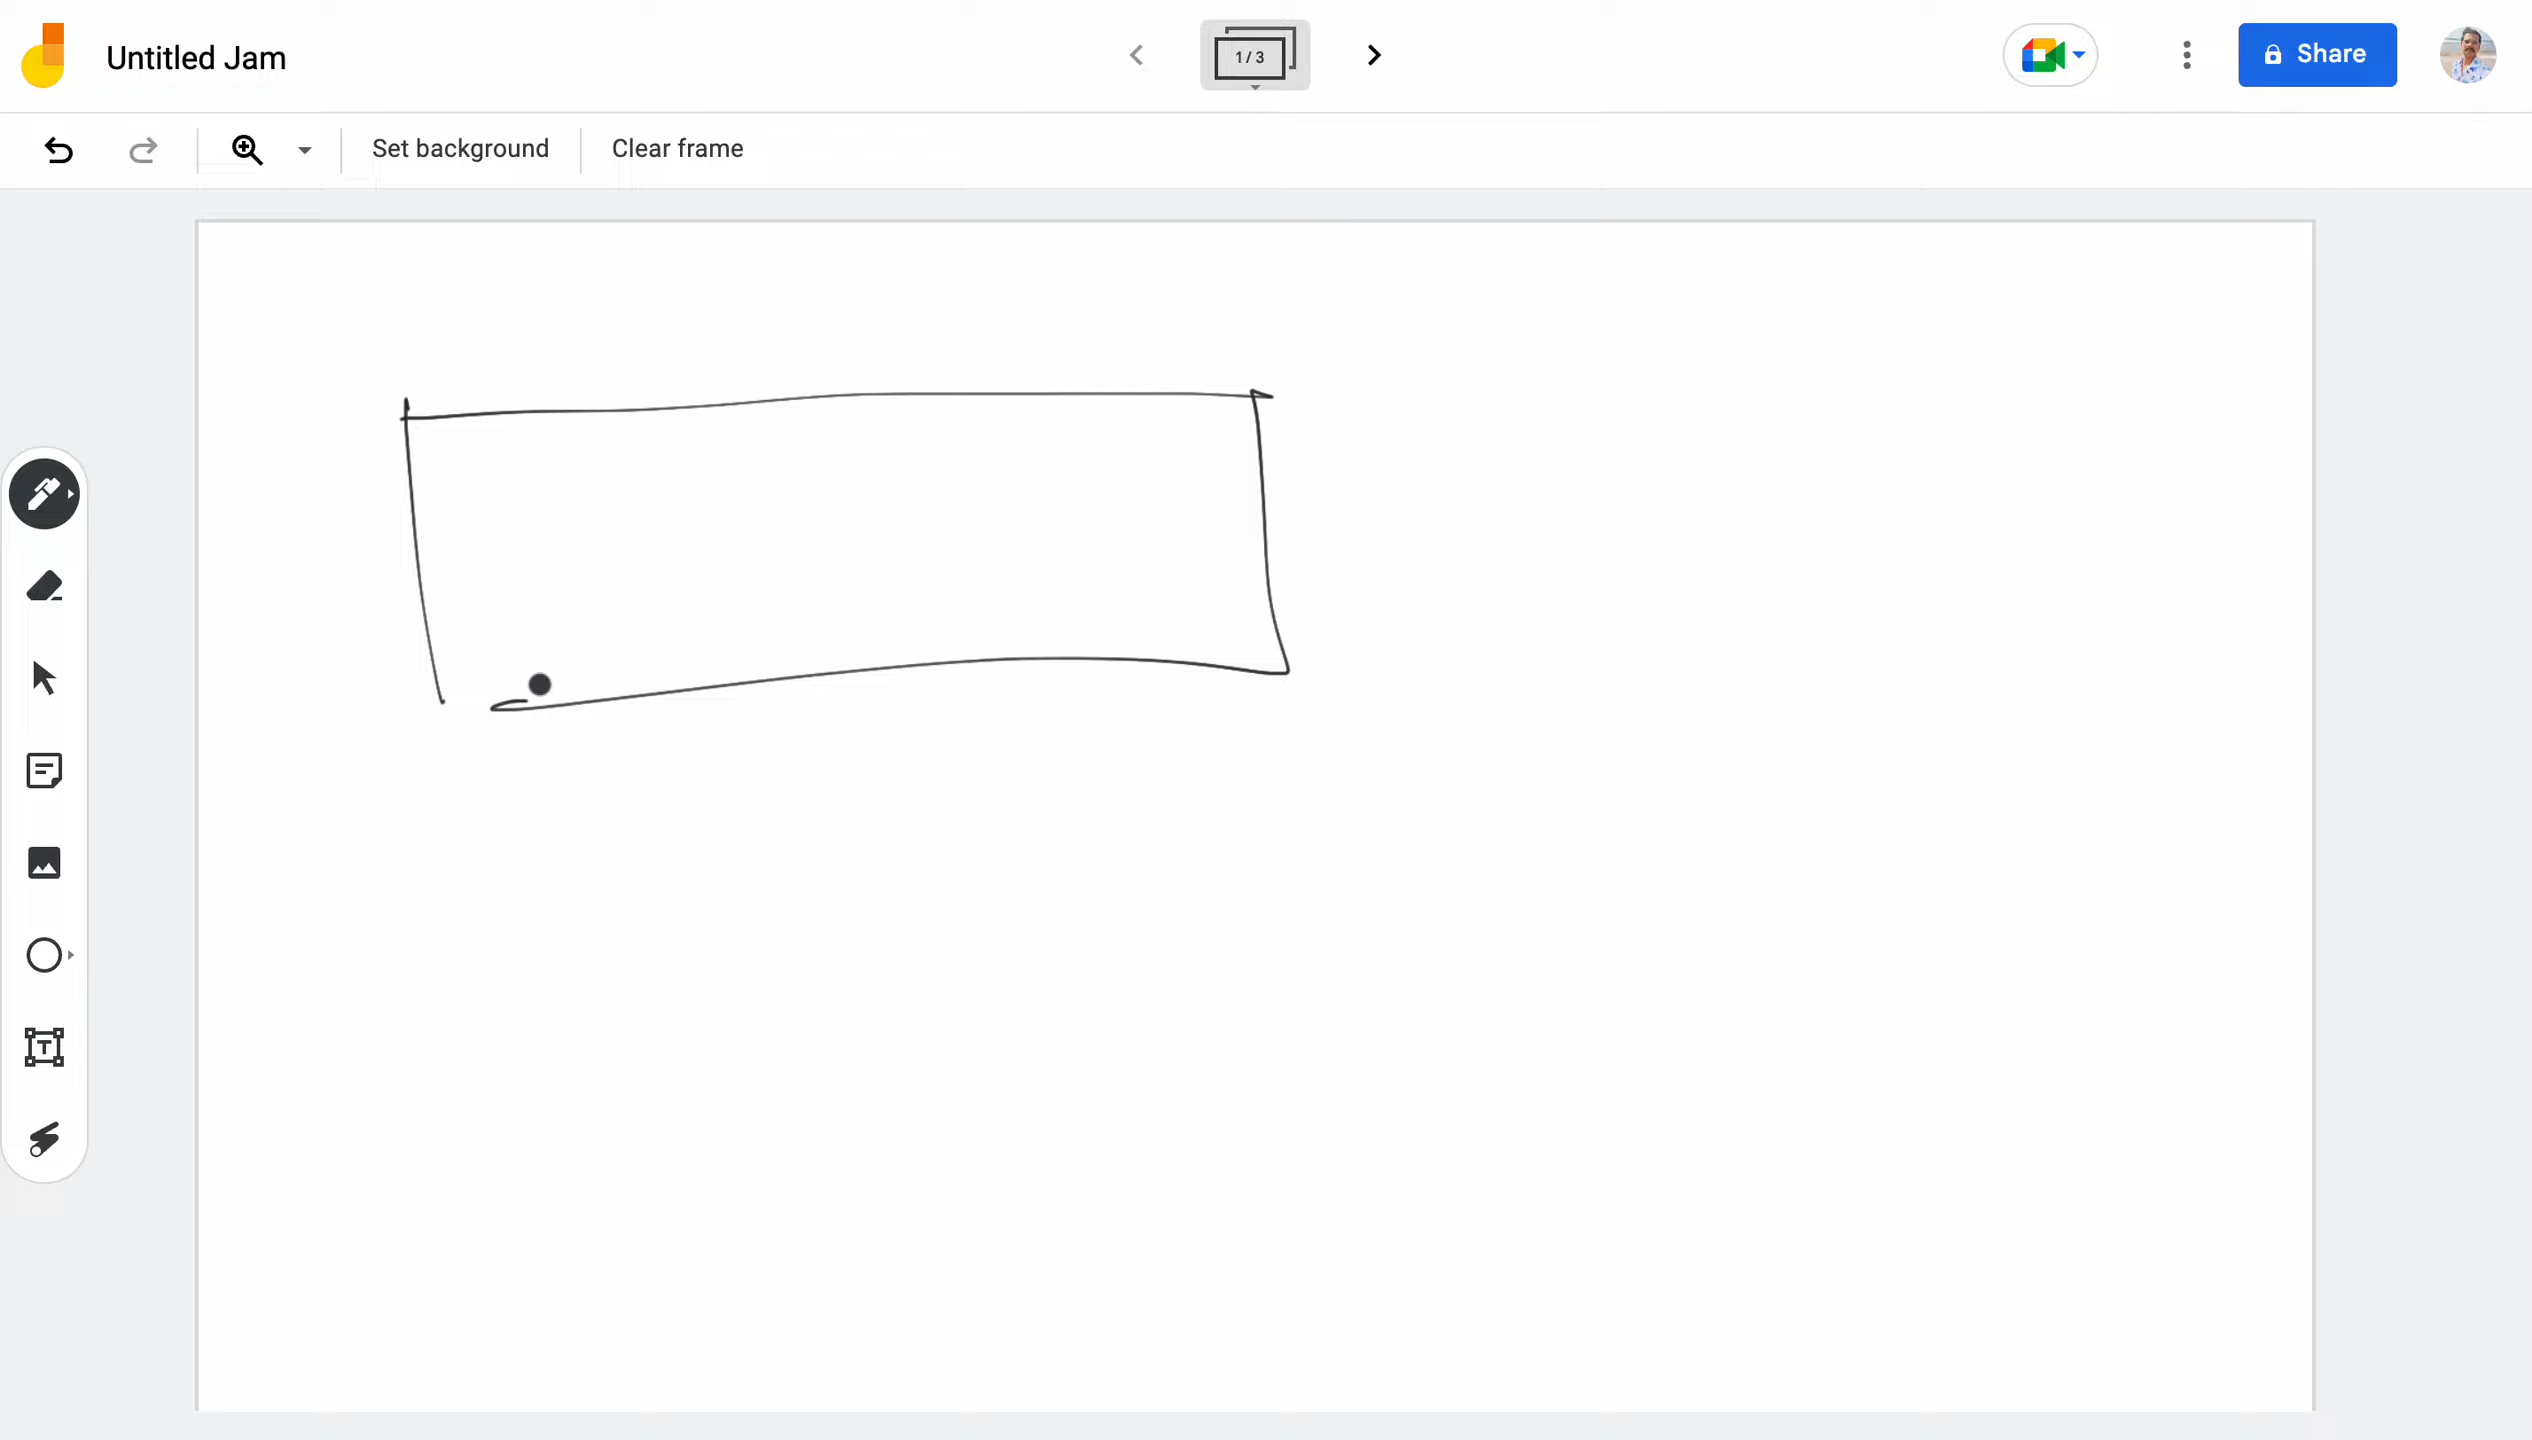 Untitled Jam
1 / 3
Share
Set background
Clear frame
T